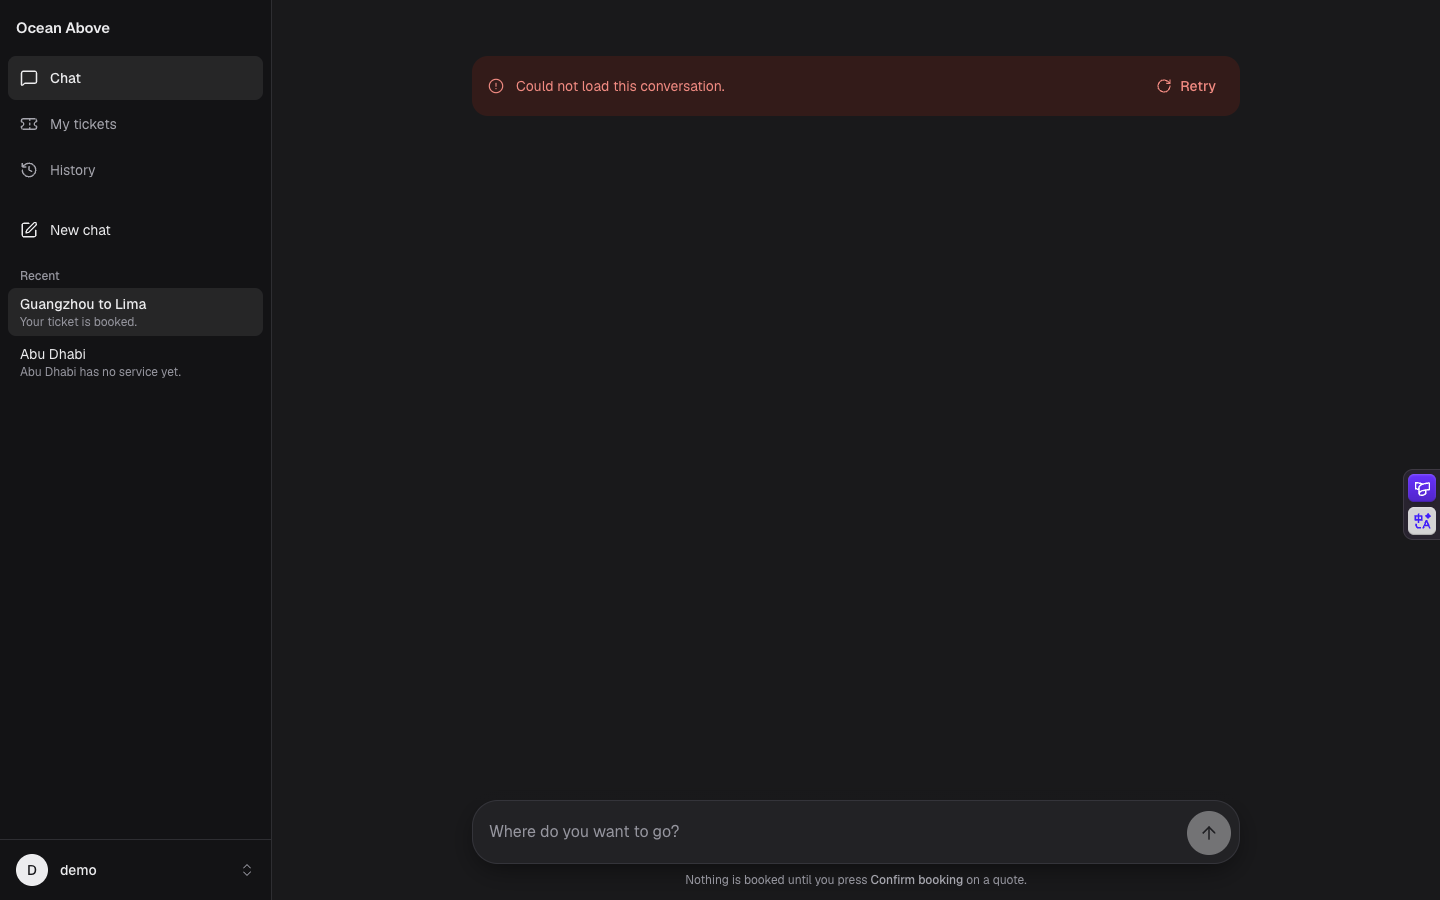 Ocean Above
Chat
My tickets
History
New chat
Recent
Guangzhou to Lima
Your ticket is booked.
Abu Dhabi
Abu Dhabi has no service yet.
D
demo
Could not load this conversation.
Retry
Where do you want to go?
Nothing is booked until you press Confirm booking on a quote.
中A